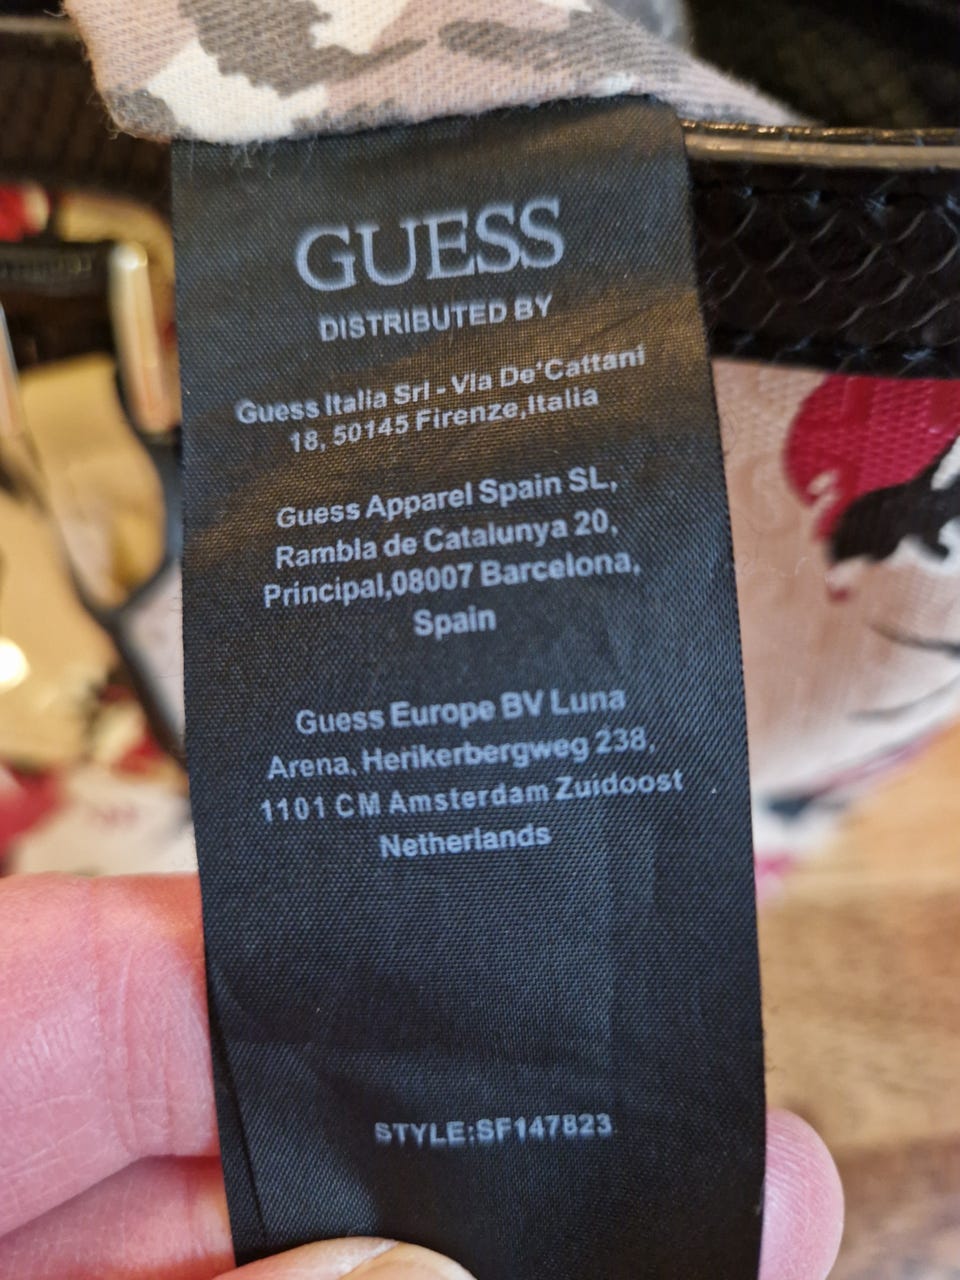 GUESS
DISTRIBUTED BY
Guess Italia Srl - Via De'Cattani
18, 50145 Firenze,Italia
Guess Apparel Spain SL,
Rambla de Catalunya 20,
Principal,08007 Barcelona,
Spain
Guess Europe BV Luna
Arena, Herikerbergweg 238,
1101 CM Amsterdam Zuidoost
Netherlands
STYLE:SF147823